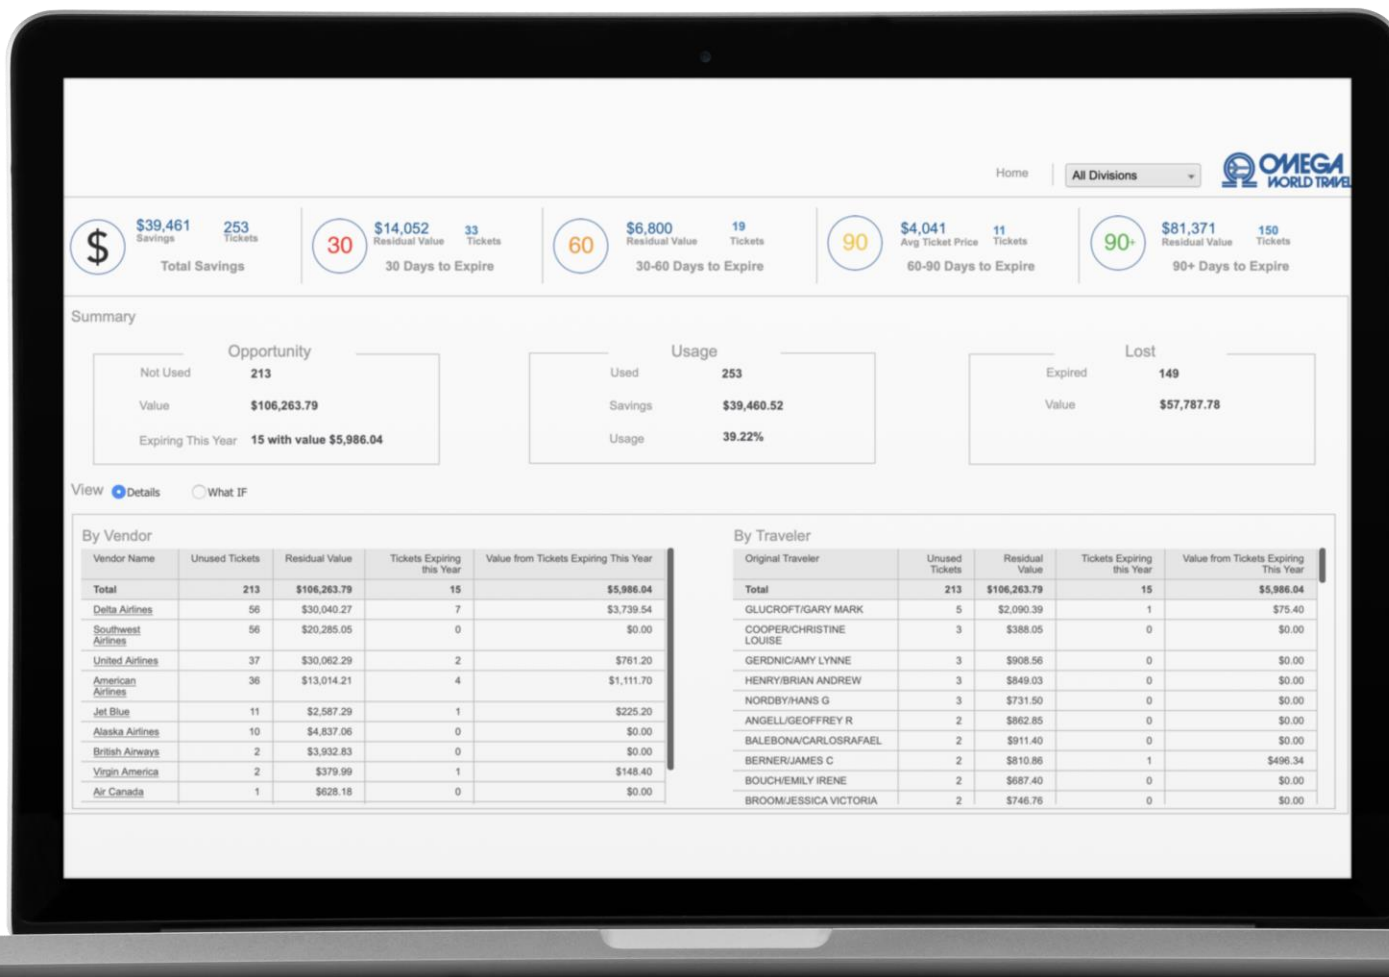 Home
All Divisions
OMEGA
WORLD TRAVEL
$
$39,461
Savings
253
Tickets
Total Savings
30
$14,052
Residual Value
33
Tickets
30 Days to Expire
60
$6,800
Residual Value
19
Tickets
30-60 Days to Expire
90
$4,041
Avg Ticket Price
11
Tickets
60-90 Days to Expire
90+
$81,371
Residual Value
150
Tickets
90+ Days to Expire
Summary
Opportunity
Not Used 213
Value $106,263.79
Expiring This Year 15 with value $5,986.04
Usage
Used 253
Savings $39,460.52
Usage 39.22%
Lost
Expired 149
Value $57,787.78
View Details What IF
By Vendor
Vendor Name Unused Tickets Residual Value Tickets Expiring this Year Value from Tickets Expiring This Year
Total 213 $106,263.79 15 $5,986.04
Delta Airlines 56 $30,040.27 7 $3,739.54
Southwest Airlines 56 $20,285.05 0 $0.00
United Airlines 37 $30,062.29 2 $761.20
American Airlines 36 $13,014.21 4 $1,111.70
Jet Blue 11 $2,587.29 1 $225.20
Alaska Airlines 10 $4,837.06 0 $0.00
British Airways 2 $3,932.83 0 $0.00
Virgin America 2 $379.99 1 $148.40
Air Canada 1 $628.18 0 $0.00
By Traveler
Original Traveler Unused Tickets Residual Value Tickets Expiring this Year Value from Tickets Expiring This Year
Total 213 $106,263.79 15 $5,986.04
GLUCROFT/GARY MARK 5 $2,090.39 1 $75.40
COOPER/CHRISTINE LOUISE 3 $388.05 0 $0.00
GERDNIC/AMY LYNNE 3 $908.56 0 $0.00
HENRY/BRIAN ANDREW 3 $849.03 0 $0.00
NORDBY/HANS G 3 $731.50 0 $0.00
ANGELL/GEOFFREY R 2 $862.85 0 $0.00
BALEBONA/CARLOSRAFAEL 2 $911.40 0 $0.00
BERNER/JAMES C 2 $810.86 1 $496.34
BOUCH/EMILY IRENE 2 $687.40 0 $0.00
BROOM/JESSICA VICTORIA 2 $746.76 0 $0.00